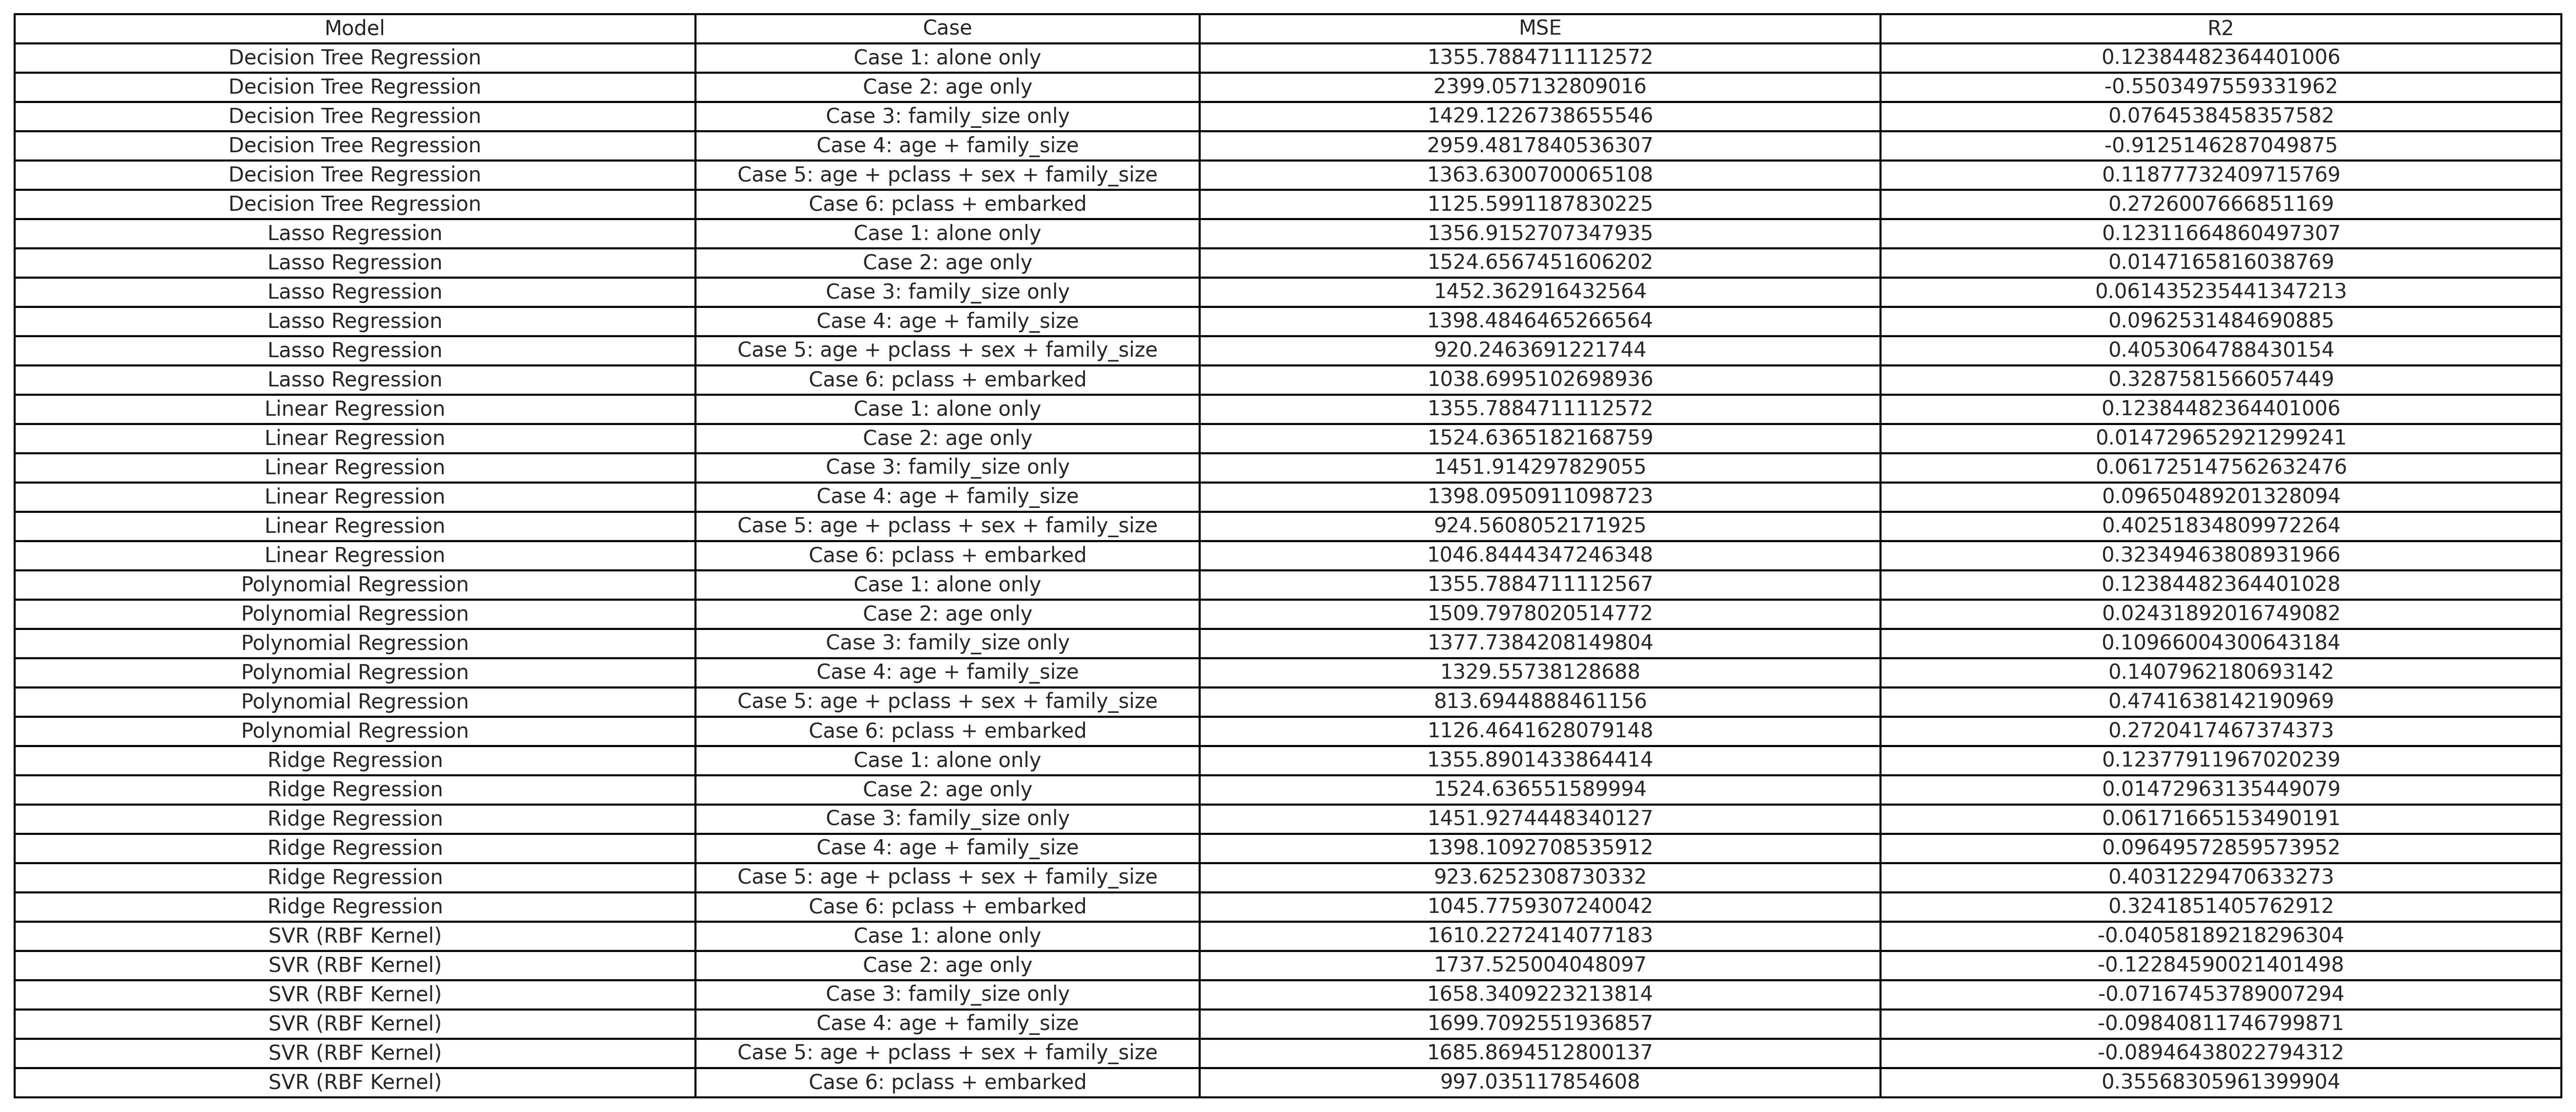 Model Case MSE R2
Decision Tree Regression Case 1: alone only 1355.7884711112572 0.12384482364401006
Decision Tree Regression Case 2: age only 2399.057132809016 -0.5503497559331962
Decision Tree Regression Case 3: family_size only 1429.1226738655546 0.0764538458357582
Decision Tree Regression Case 4: age + family_size 2959.4817840536307 -0.9125146287049875
Decision Tree Regression Case 5: age + pclass + sex + family_size 1363.6300700065108 0.11877732409715769
Decision Tree Regression Case 6: pclass + embarked 1125.5991187830225 0.2726007666851169
Lasso Regression Case 1: alone only 1356.9152707347935 0.12311664860497307
Lasso Regression Case 2: age only 1524.6567451606202 0.0147165816038769
Lasso Regression Case 3: family_size only 1452.362916432564 0.061435235441347213
Lasso Regression Case 4: age + family_size 1398.4846465266564 0.0962531484690885
Lasso Regression Case 5: age + pclass + sex + family_size 920.2463691221744 0.4053064788430154
Lasso Regression Case 6: pclass + embarked 1038.6995102698936 0.3287581566057449
Linear Regression Case 1: alone only 1355.7884711112572 0.12384482364401006
Linear Regression Case 2: age only 1524.6365182168759 0.014729652921299241
Linear Regression Case 3: family_size only 1451.914297829055 0.061725147562632476
Linear Regression Case 4: age + family_size 1398.0950911098723 0.09650489201328094
Linear Regression Case 5: age + pclass + sex + family_size 924.5608052171925 0.40251834809972264
Linear Regression Case 6: pclass + embarked 1046.8444347246348 0.32349463808931966
Polynomial Regression Case 1: alone only 1355.7884711112567 0.12384482364401028
Polynomial Regression Case 2: age only 1509.7978020514772 0.02431892016749082
Polynomial Regression Case 3: family_size only 1377.7384208149804 0.10966004300643184
Polynomial Regression Case 4: age + family_size 1329.55738128688 0.1407962180693142
Polynomial Regression Case 5: age + pclass + sex + family_size 813.6944888461156 0.4741638142190969
Polynomial Regression Case 6: pclass + embarked 1126.4641628079148 0.2720417467374373
Ridge Regression Case 1: alone only 1355.8901433864414 0.12377911967020239
Ridge Regression Case 2: age only 1524.636551589994 0.01472963135449079
Ridge Regression Case 3: family_size only 1451.9274448340127 0.06171665153490191
Ridge Regression Case 4: age + family_size 1398.1092708535912 0.09649572859573952
Ridge Regression Case 5: age + pclass + sex + family_size 923.6252308730332 0.4031229470633273
Ridge Regression Case 6: pclass + embarked 1045.7759307240042 0.3241851405762912
SVR (RBF Kernel) Case 1: alone only 1610.2272414077183 -0.04058189218296304
SVR (RBF Kernel) Case 2: age only 1737.525004048097 -0.12284590021401498
SVR (RBF Kernel) Case 3: family_size only 1658.3409223213814 -0.07167453789007294
SVR (RBF Kernel) Case 4: age + family_size 1699.7092551936857 -0.09840811746799871
SVR (RBF Kernel) Case 5: age + pclass + sex + family_size 1685.8694512800137 -0.08946438022794312
SVR (RBF Kernel) Case 6: pclass + embarked 997.035117854608 0.35568305961399904